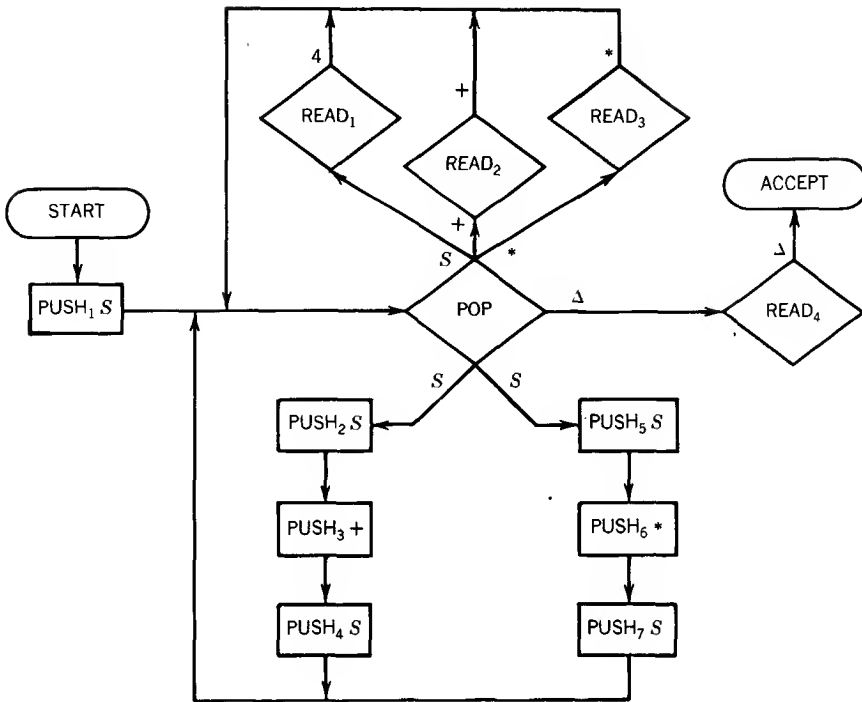 4
+
*
READ₁
READ₂
READ₃
START
ACCEPT
+
S
*
PUSH₁ S
POP
Δ
Δ
READ₄
S
S
PUSH₂ S
PUSH₅ S
PUSH₃ +
PUSH₆ *
PUSH₄ S
PUSH₇ S